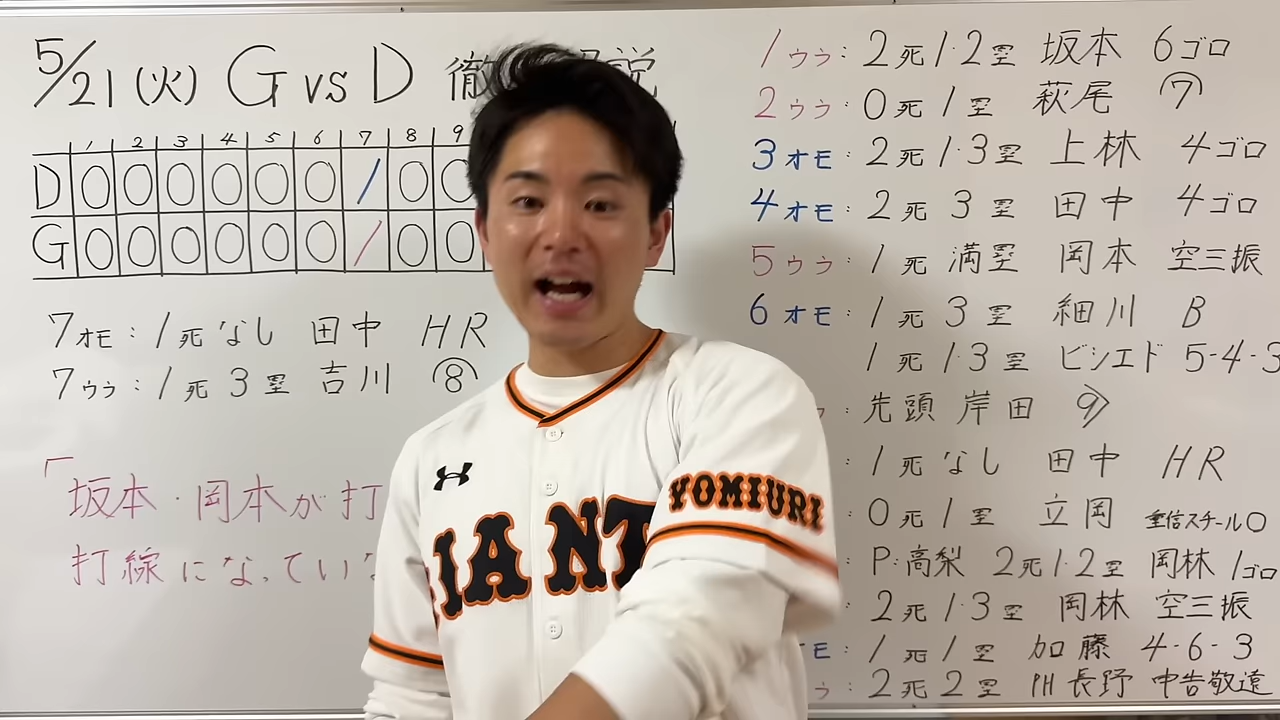 5/21(火) G vs D 徹 説
1 2 3 4 5 6 7 8 9
D 0 0 0 0 0 0 1 0 0
G 0 0 0 0 0 0 1 0 0
7オモ:1死なし 田中 HR
7ウラ:1死3塁 吉川 ⑧
「坂本・岡本が打
打線になってい
1ウラ:2死1・2塁 坂本 6ゴロ
2ウラ:0死1塁 萩尾 ⑦
3オモ:2死1・3塁 上林 4ゴロ
4オモ:2死3塁 田中 4ゴロ
5ウラ:1死満塁 岡本 空三振
6オモ:1死3塁 細川 B
1死1・3塁 ビシエド 5-4-3
:先頭 岸田 9>
:1死なし 田中 HR
:0死1塁 立岡 重信スチール○
:P:高梨 2死1・2塁 岡林 1ゴロ
2死1・3塁 岡林 空三振
モ:1死1塁 加藤 4-6-3
ラ:2死2塁 PH長野 中告敬遠
GIANT
YOMIURI